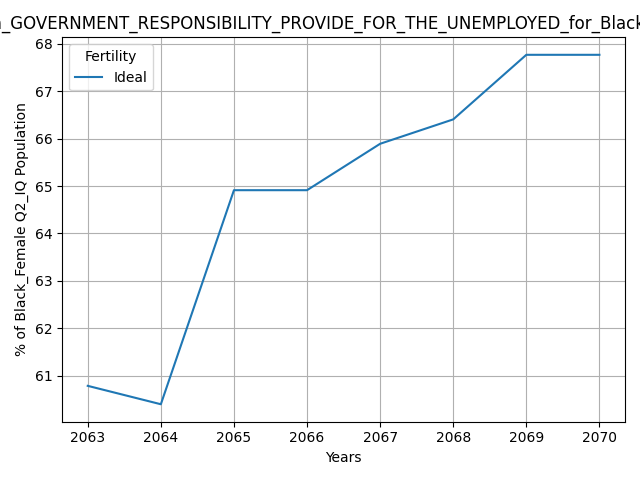 _GOVERNMENT_RESPONSIBILITY_PROVIDE_FOR_THE_UNEMPLOYED_for_Black
68
67
66
65
64
63
62
61
% of Black_Female Q2_IQ Population
Fertility
Ideal
2063 2064 2065 2066 2067 2068 2069 2070
Years